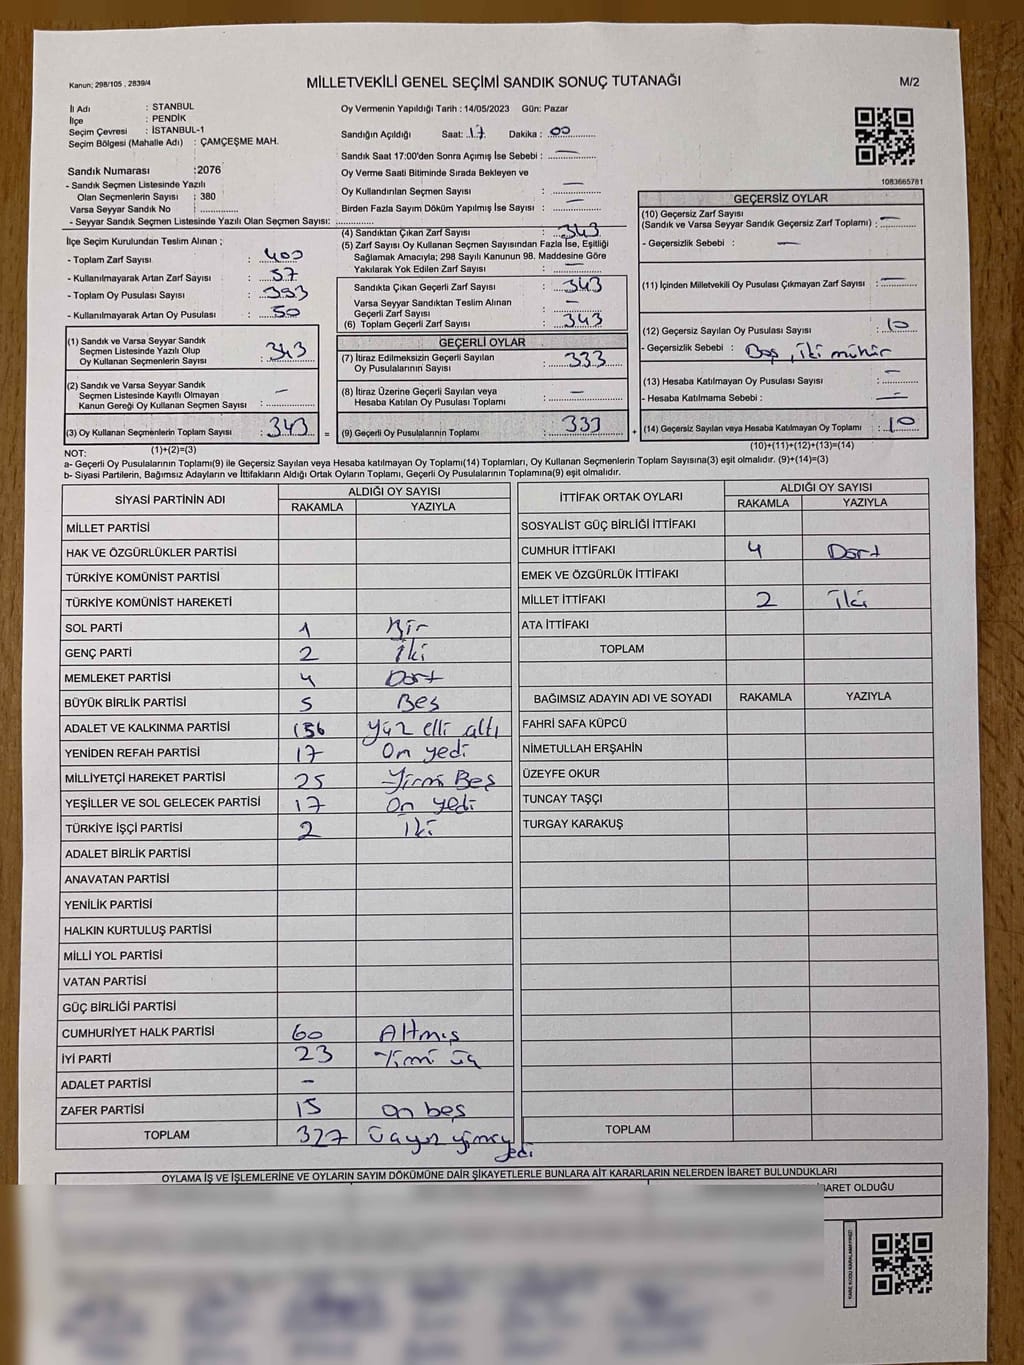 Kanun; 298/105 , 2839/4
MİLLETVEKİLİ GENEL SEÇİMİ SANDIK SONUÇ TUTANAĞI
M/2
İl Adı : STANBUL
İlçe : PENDİK
Seçim Çevresi : İSTANBUL-1
Seçim Bölgesi (Mahalle Adı) : ÇAMÇEŞME MAH.
Oy Vermenin Yapıldığı Tarih : 14/05/2023 Gün: Pazar
Sandığın Açıldığı Saat: 17 Dakika : 00
Sandık Saat 17:00'den Sonra Açımış İse Sebebi : —
Oy Verme Saati Bitiminde Sırada Bekleyen ve
Oy Kullandırılan Seçmen Sayısı : —
Birden Fazla Sayım Döküm Yapılmış İse Sayısı : —
1083665781
Sandık Numarası :2076
- Sandık Seçmen Listesinde Yazılı
Olan Seçmenlerin Sayısı : 380
Varsa Seyyar Sandık No :
- Seyyar Sandık Seçmen Listesinde Yazılı Olan Seçmen Sayısı:
İlçe Seçim Kurulundan Teslim Alınan ;
- Toplam Zarf Sayısı : 400
- Kullanılmayarak Artan Zarf Sayısı : 57
- Toplam Oy Pusulası Sayısı : 393
- Kullanılmayarak Artan Oy Pusulası : 50
(1) Sandık ve Varsa Seyyar Sandık
Seçmen Listesinde Yazılı Olup
Oy Kullanan Seçmenlerin Sayısı : 343
(2) Sandık ve Varsa Seyyar Sandık
Seçmen Listesinde Kayıtlı Olmayan
Kanun Gereği Oy Kullanan Seçmen Sayısı : —
(3) Oy Kullanan Seçmenlerin Toplam Sayısı : 343 =
(4) Sandıktan Çıkan Zarf Sayısı : 343
(5) Zarf Sayısı Oy Kullanan Seçmen Sayısından Fazla İse, Eşitliği
Sağlamak Amacıyla; 298 Sayılı Kanunun 98. Maddesine Göre
Yakılarak Yok Edilen Zarf Sayısı : —
Sandıkta Çıkan Geçerli Zarf Sayısı : 343
Varsa Seyyar Sandıktan Teslim Alınan
Geçerli Zarf Sayısı : —
(6) Toplam Geçerli Zarf Sayısı : 343
GEÇERLİ OYLAR
(7) İtiraz Edilmeksizin Geçerli Sayılan
Oy Pusulalarının Sayısı : 333
(8) İtiraz Üzerine Geçerli Sayılan veya
Hesaba Katılan Oy Pusulası Toplamı : —
(9) Geçerli Oy Pusulalarının Toplamı : 333 +
GEÇERSİZ OYLAR
(10) Geçersiz Zarf Sayısı
(Sandık ve Varsa Seyyar Sandık Geçersiz Zarf Toplamı) : —
- Geçersizlik Sebebi : —
(11) İçinden Milletvekili Oy Pusulası Çıkmayan Zarf Sayısı : —
(12) Geçersiz Sayılan Oy Pusulası Sayısı : 10
- Geçersizlik Sebebi : Boş, iki mühür
(13) Hesaba Katılmayan Oy Pusulası Sayısı : —
- Hesaba Katılmama Sebebi : —
(14) Geçersiz Sayılan veya Hesaba Katılmayan Oy Toplamı : 10
NOT: (1)+(2)=(3) (10)+(11)+(12)+(13)=(14)
a- Geçerli Oy Pusulalarının Toplamı(9) ile Geçersiz Sayılan veya Hesaba katılmayan Oy Toplamı(14) Toplamları, Oy Kullanan Seçmenlerin Toplam Sayısına(3) eşit olmalıdır. (9)+(14)=(3)
b- Siyasi Partilerin, Bağımsız Adayların ve İttifakların Aldığı Ortak Oyların Toplamı, Geçerli Oy Pusulalarının Toplamına(9) eşit olmalıdır.
SİYASİ PARTİNİN ADI ALDIĞI OY SAYISI
RAKAMLA YAZIYLA
MİLLET PARTİSİ
HAK VE ÖZGÜRLÜKLER PARTİSİ
TÜRKİYE KOMÜNİST PARTİSİ
TÜRKİYE KOMÜNİST HAREKETİ
SOL PARTİ 1 Bir
GENÇ PARTİ 2 İki
MEMLEKET PARTİSİ 4 Dört
BÜYÜK BİRLİK PARTİSİ 5 Beş
ADALET VE KALKINMA PARTİSİ 156 yüz elli altı
YENİDEN REFAH PARTİSİ 17 On yedi
MİLLİYETÇİ HAREKET PARTİSİ 25 Yirmi Beş
YEŞİLLER VE SOL GELECEK PARTİSİ 17 On yedi
TÜRKİYE İŞÇİ PARTİSİ 2 İki
ADALET BİRLİK PARTİSİ
ANAVATAN PARTİSİ
YENİLİK PARTİSİ
HALKIN KURTULUŞ PARTİSİ
MİLLİ YOL PARTİSİ
VATAN PARTİSİ
GÜÇ BİRLİĞİ PARTİSİ
CUMHURİYET HALK PARTİSİ 60 Altmış
İYİ PARTİ 23 Yirmi üç
ADALET PARTİSİ —
ZAFER PARTİSİ 15 on beş
TOPLAM 327 üçyüz yirmi yedi
İTTİFAK ORTAK OYLARI ALDIĞI OY SAYISI
RAKAMLA YAZIYLA
SOSYALİST GÜÇ BİRLİĞİ İTTİFAKI
CUMHUR İTTİFAKI 4 Dört
EMEK VE ÖZGÜRLÜK İTTİFAKI
MİLLET İTTİFAKI 2 İki
ATA İTTİFAKI
TOPLAM
BAĞIMSIZ ADAYIN ADI VE SOYADI RAKAMLA YAZIYLA
FAHRİ SAFA KÜPCÜ
NİMETULLAH ERŞAHİN
ÜZEYFE OKUR
TUNCAY TAŞÇI
TURGAY KARAKUŞ
TOPLAM
OYLAMA İŞ VE İŞLEMLERİNE VE OYLARIN SAYIM DÖKÜMÜNE DAİR ŞİKAYETLERLE BUNLARA AİT KARARLARIN NELERDEN İBARET BULUNDUKLARI
BARET OLDUĞU